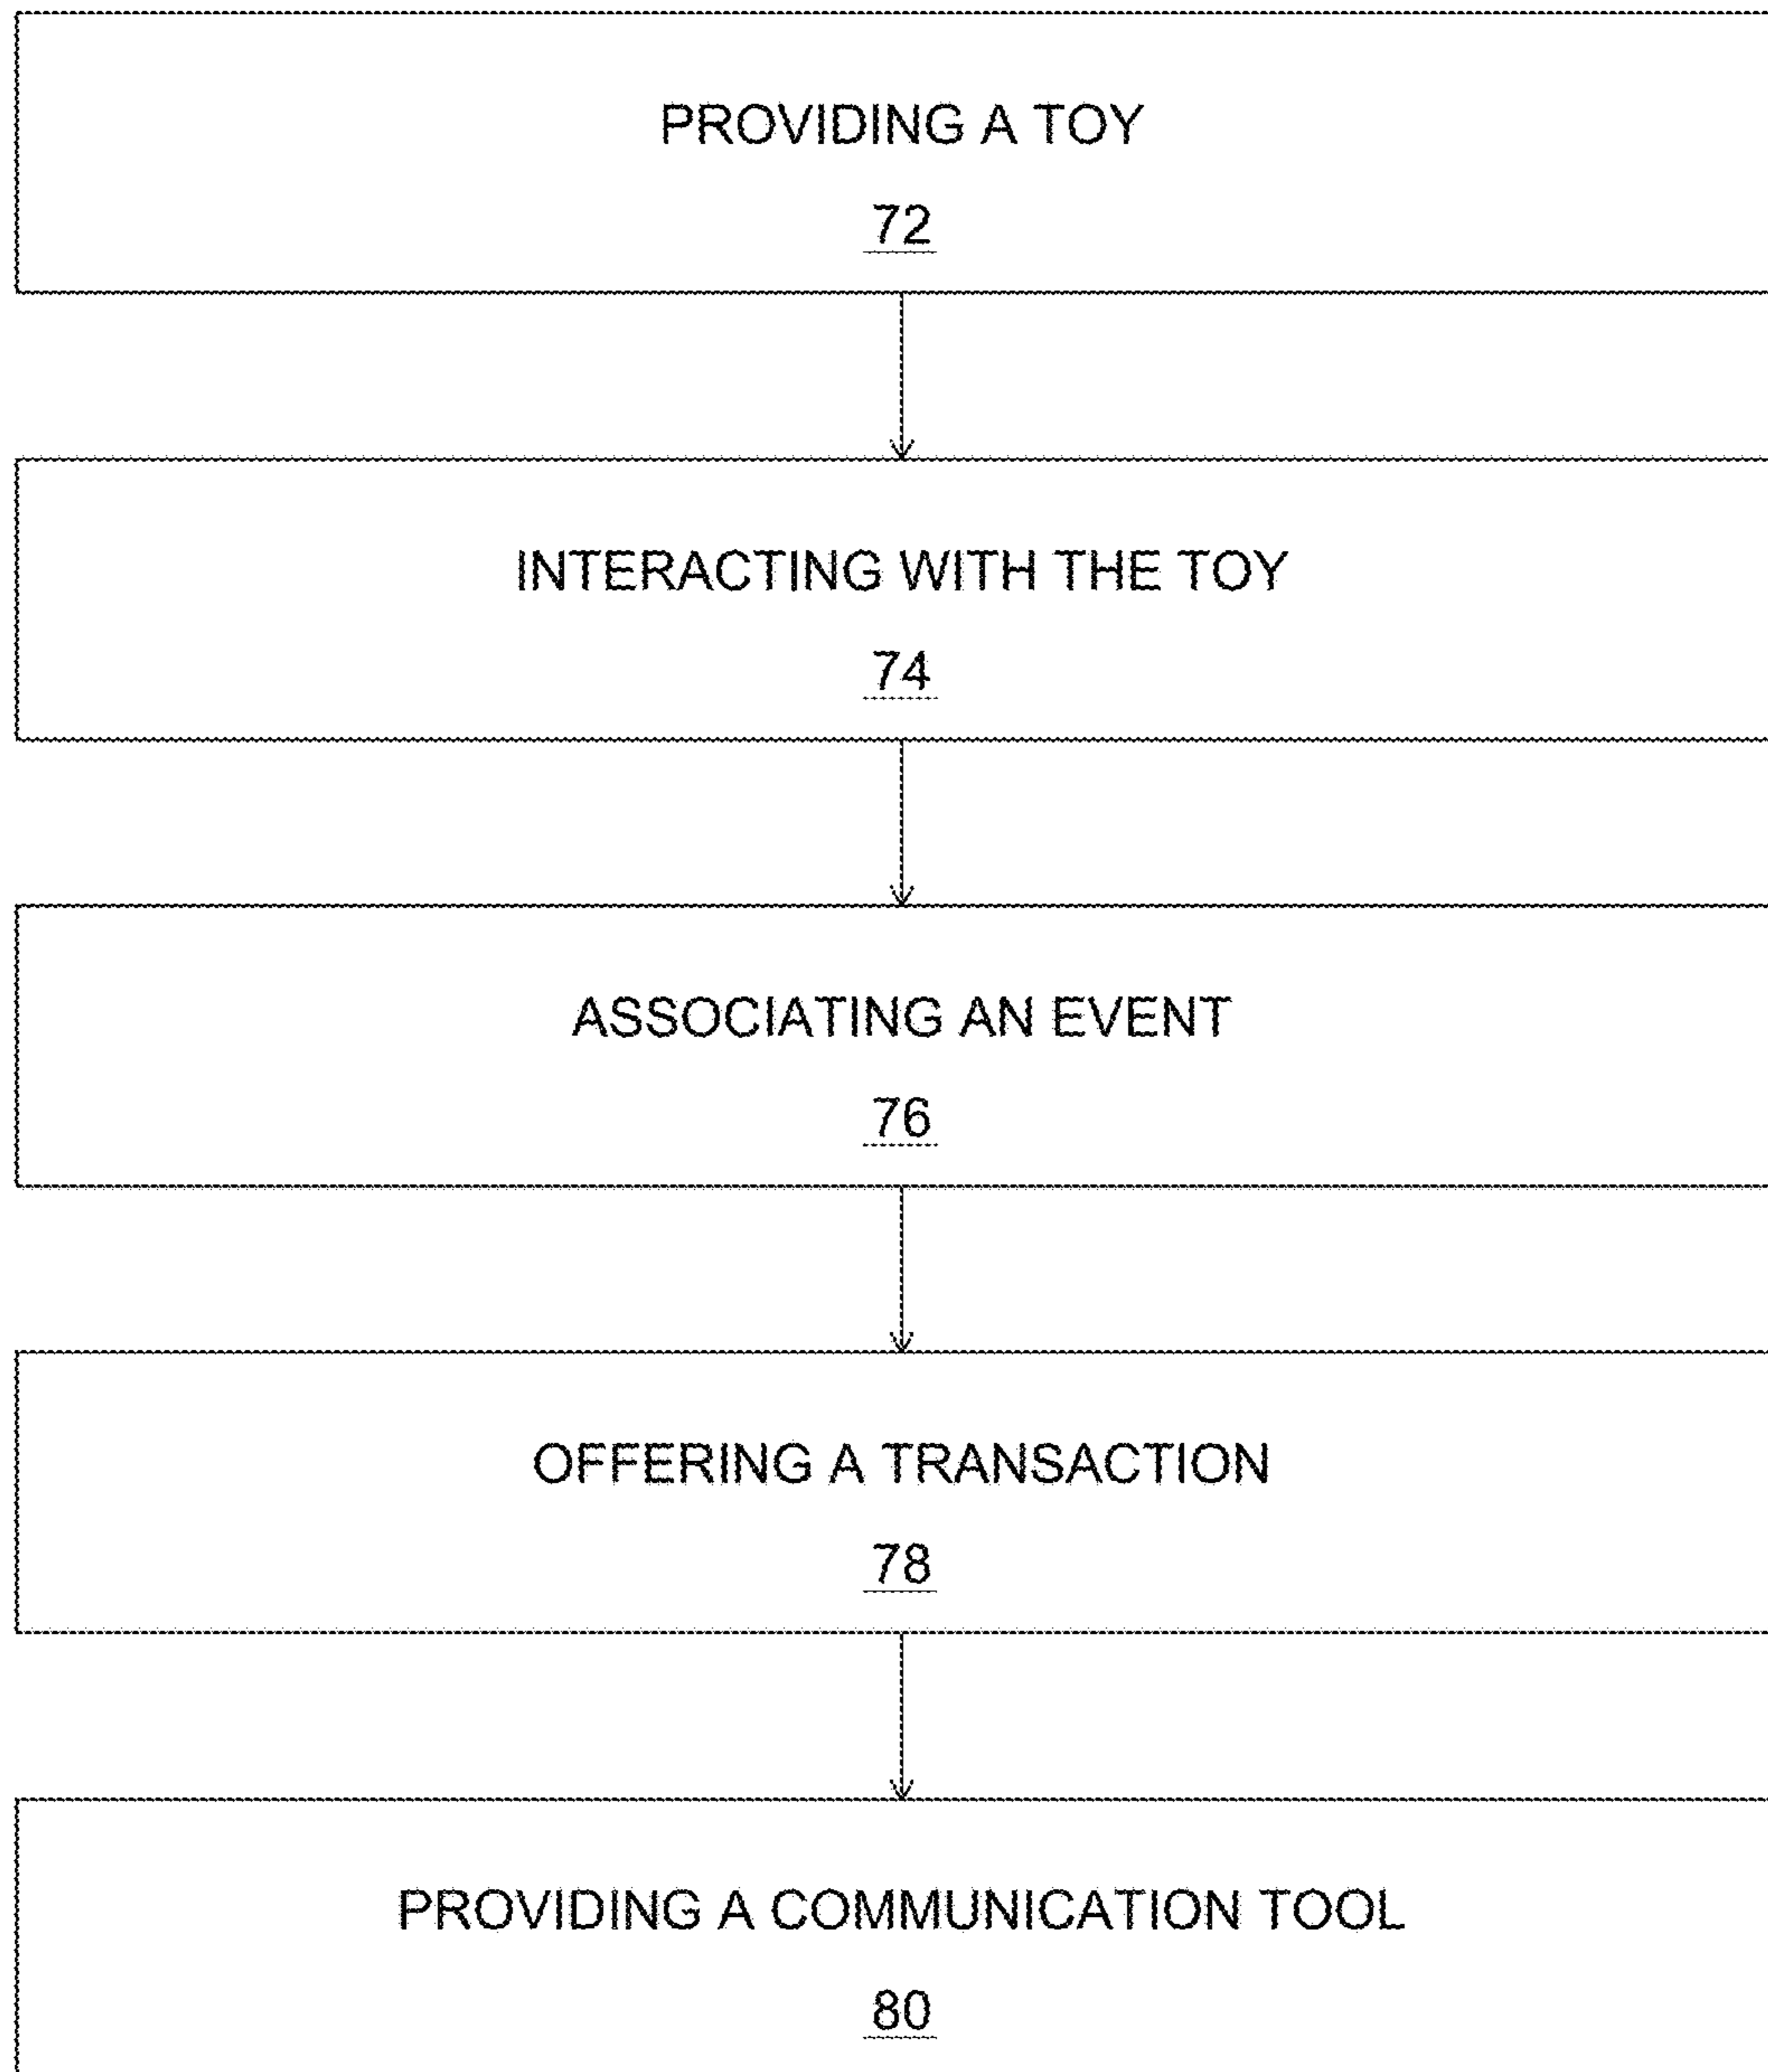 PROVIDING A TOY
72
INTERACTING WITH THE TOY
74
ASSOCIATING AN EVENT
76
OFFERING A TRANSACTION
78
PROVIDING A COMMUNICATION TOOL
80